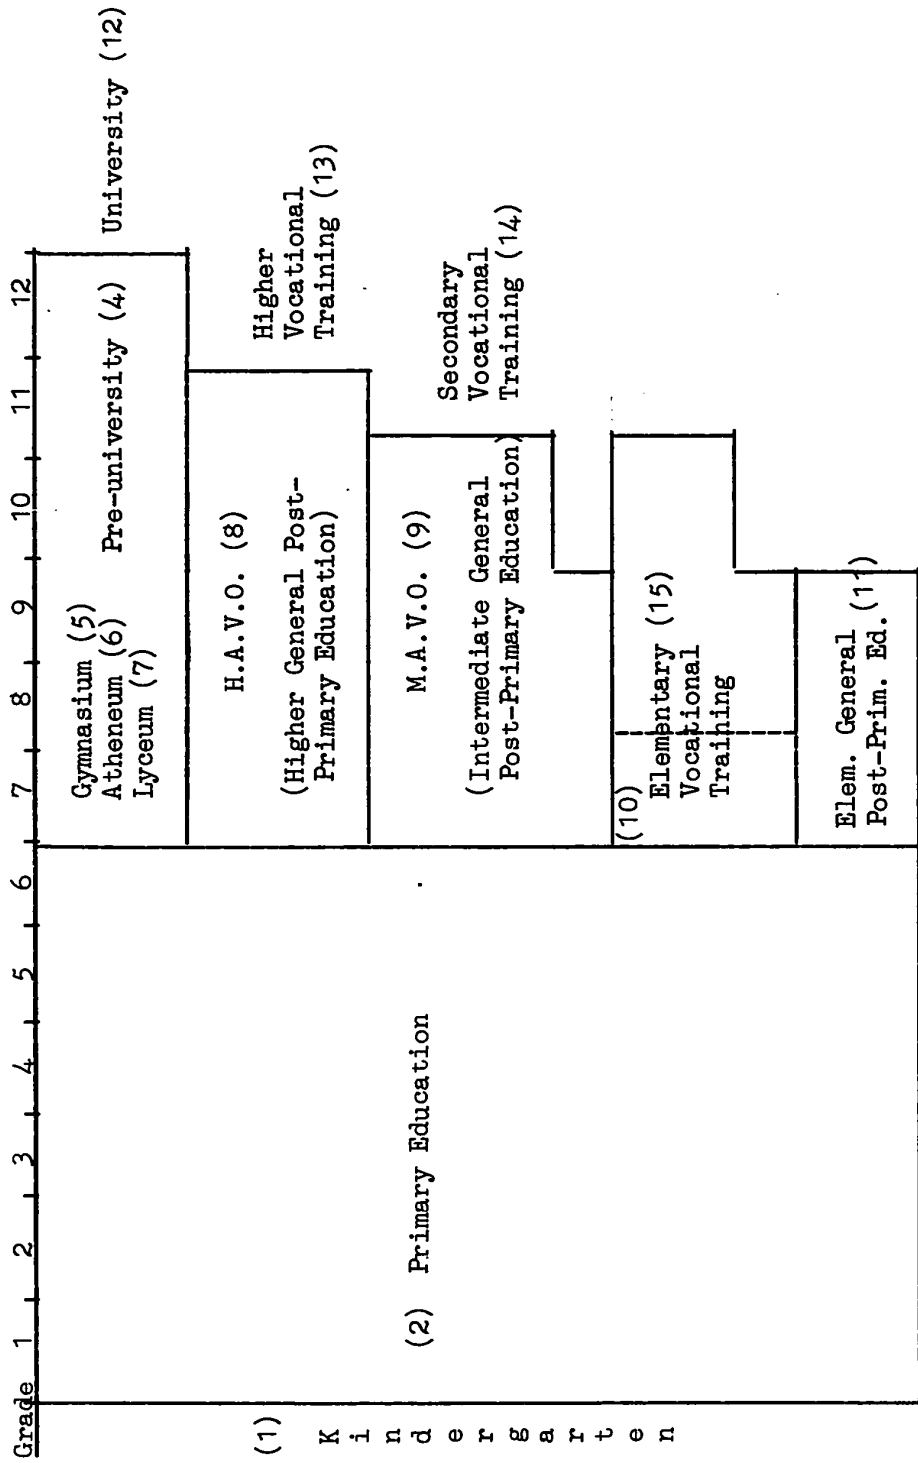 Grade 1 2 3 4 5 6 7 8 9 10 11 12
(1)
K
i
n
d
e
r
g
a
r
t
e
n
(2) Primary Education
Gymnasium (5)
Atheneum (6)
Lyceum (7)
Pre-university (4)
University (12)
H.A.V.O. (8)
(Higher General Post-
Primary Education)
Higher
Vocational
Training (13)
M.A.V.O. (9)
(Intermediate General
Post-Primary Education)
Secondary
Vocational
Training (14)
(10)
Elementary (15)
Vocational
Training
Elem. General
Post-Prim. Ed. (11)